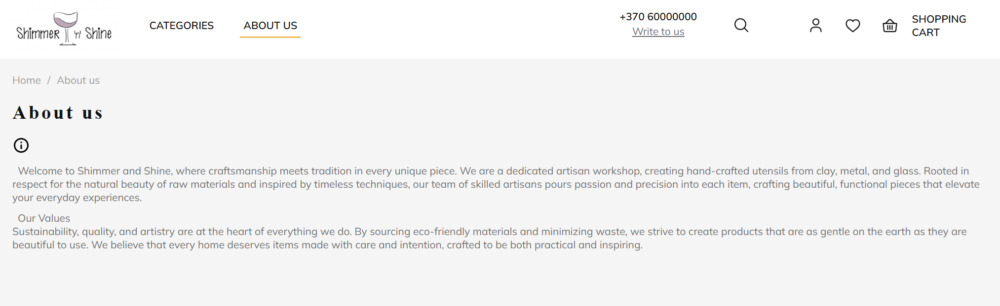 Shimmer 'n' Shine
CATEGORIES
ABOUT US
+370 60000000
Write to us
SHOPPING
CART
Home / About us
About us
Welcome to Shimmer and Shine, where craftsmanship meets tradition in every unique piece. We are a dedicated artisan workshop, creating hand-crafted utensils from clay, metal, and glass. Rooted in
respect for the natural beauty of raw materials and inspired by timeless techniques, our team of skilled artisans pours passion and precision into each item, crafting beautiful, functional pieces that elevate
your everyday experiences.
Our Values
Sustainability, quality, and artistry are at the heart of everything we do. By sourcing eco-friendly materials and minimizing waste, we strive to create products that are as gentle on the earth as they are
beautiful to use. We believe that every home deserves items made with care and intention, crafted to be both practical and inspiring.